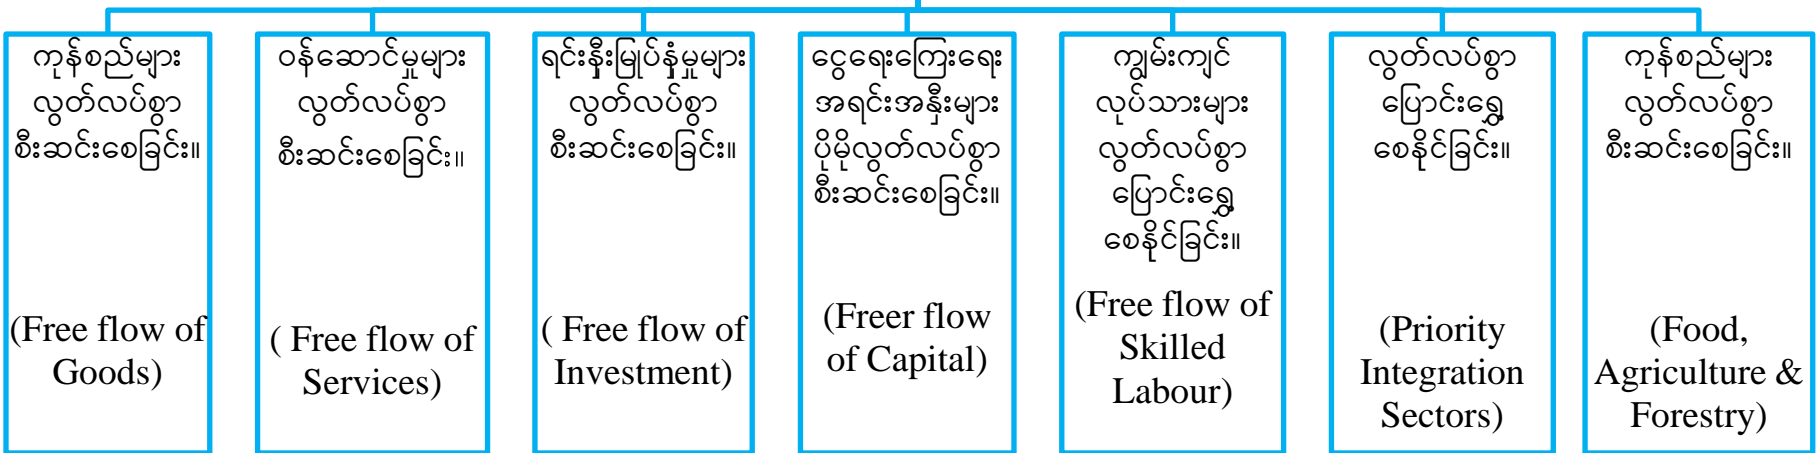 ကုန်စည်များ
လွတ်လပ်စွာ
စီးဆင်းစေခြင်း။
(Free flow of
Goods)
ဝန်ဆောင်မှုများ
လွတ်လပ်စွာ
စီးဆင်းစေခြင်း။
( Free flow of
Services)
ရင်းနှီးမြှုပ်နှံမှုများ
လွတ်လပ်စွာ
စီးဆင်းစေခြင်း။
( Free flow of
Investment)
ငွေရေးကြေးရေး
အရင်းအနှီးများ
ပိုမိုလွတ်လပ်စွာ
စီးဆင်းစေခြင်း။
(Freer flow
of Capital)
ကျွမ်းကျင်
လုပ်သားများ
လွတ်လပ်စွာ
ပြောင်းရွှေ့
စေနိုင်ခြင်း။
(Free flow of
Skilled
Labour)
လွတ်လပ်စွာ
ပြောင်းရွှေ့
စေနိုင်ခြင်း။
(Priority
Integration
Sectors)
ကုန်စည်များ
လွတ်လပ်စွာ
စီးဆင်းစေခြင်း။
(Food,
Agriculture &
Forestry)